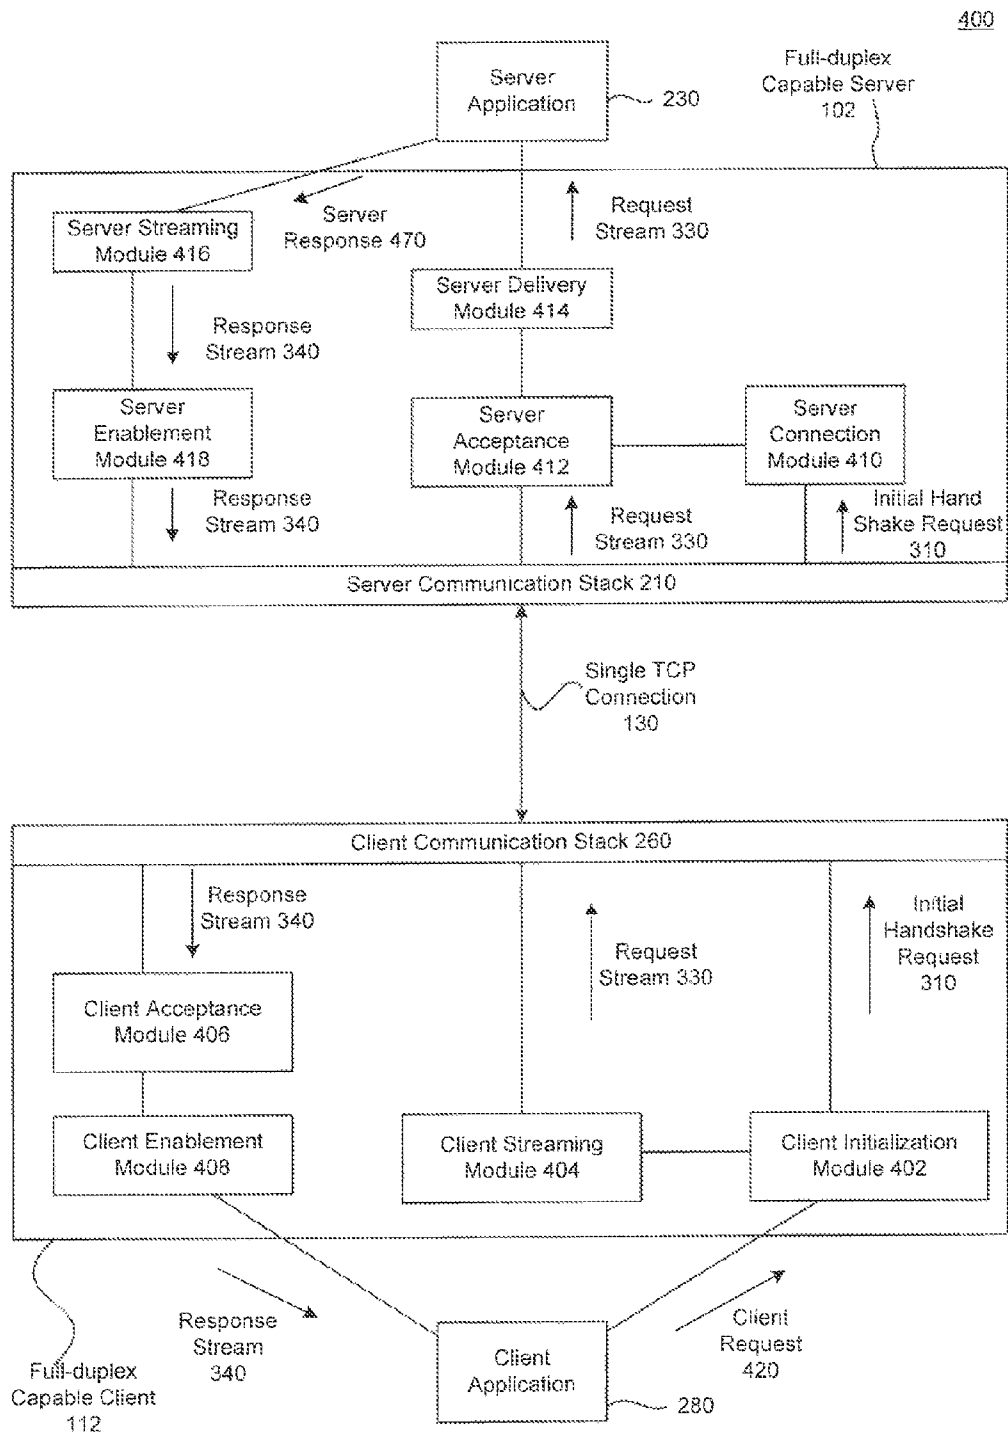 400
Server
Application
230
Full-duplex
Capable Server
102
Server Streaming
Module 416
Server
Response 470
Request
Stream 330
Server Delivery
Module 414
Response
Stream 340
Server
Enablement
Module 418
Server
Acceptance
Module 412
Server
Connection
Module 410
Response
Stream 340
Request
Stream 330
Initial Hand
Shake Request
310
Server Communication Stack 210
Single TCP
Connection
130
Client Communication Stack 260
Response
Stream 340
Request
Stream 330
Initial
Handshake
Request
310
Client Acceptance
Module 406
Client Enablement
Module 408
Client Streaming
Module 404
Client Initialization
Module 402
Response
Stream
340
Client
Request
420
Client
Application
280
Full-duplex
Capable Client
112